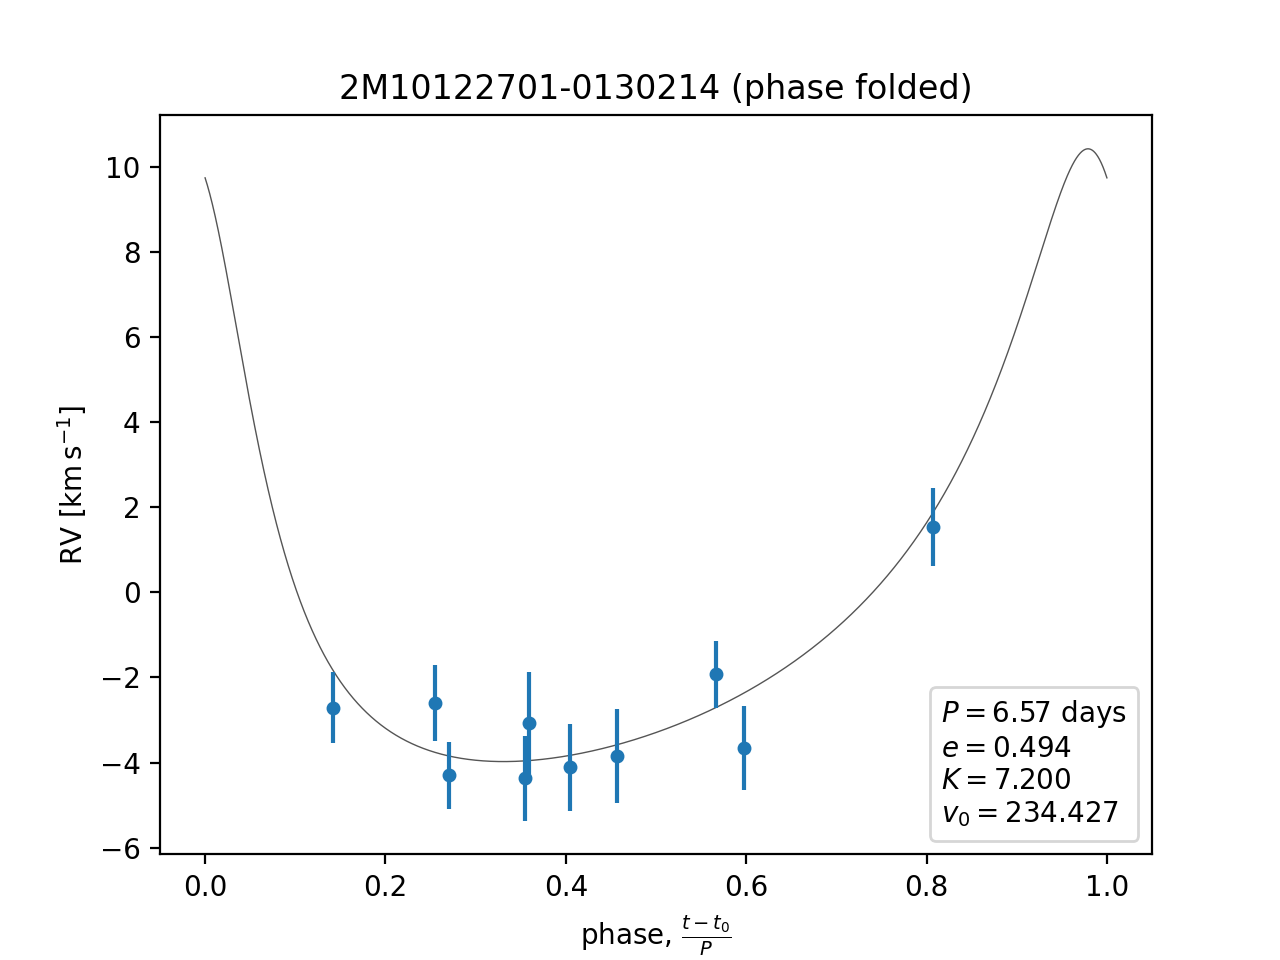 2M10122701-0130214 (phase folded)
RV [km s⁻¹]
10
8
6
4
2
0
−2
−4
−6
P = 6.57 days
e = 0.494
K = 7.200
v₀ = 234.427
0.0 0.2 0.4 0.6 0.8 1.0
phase, (t − t₀)/P